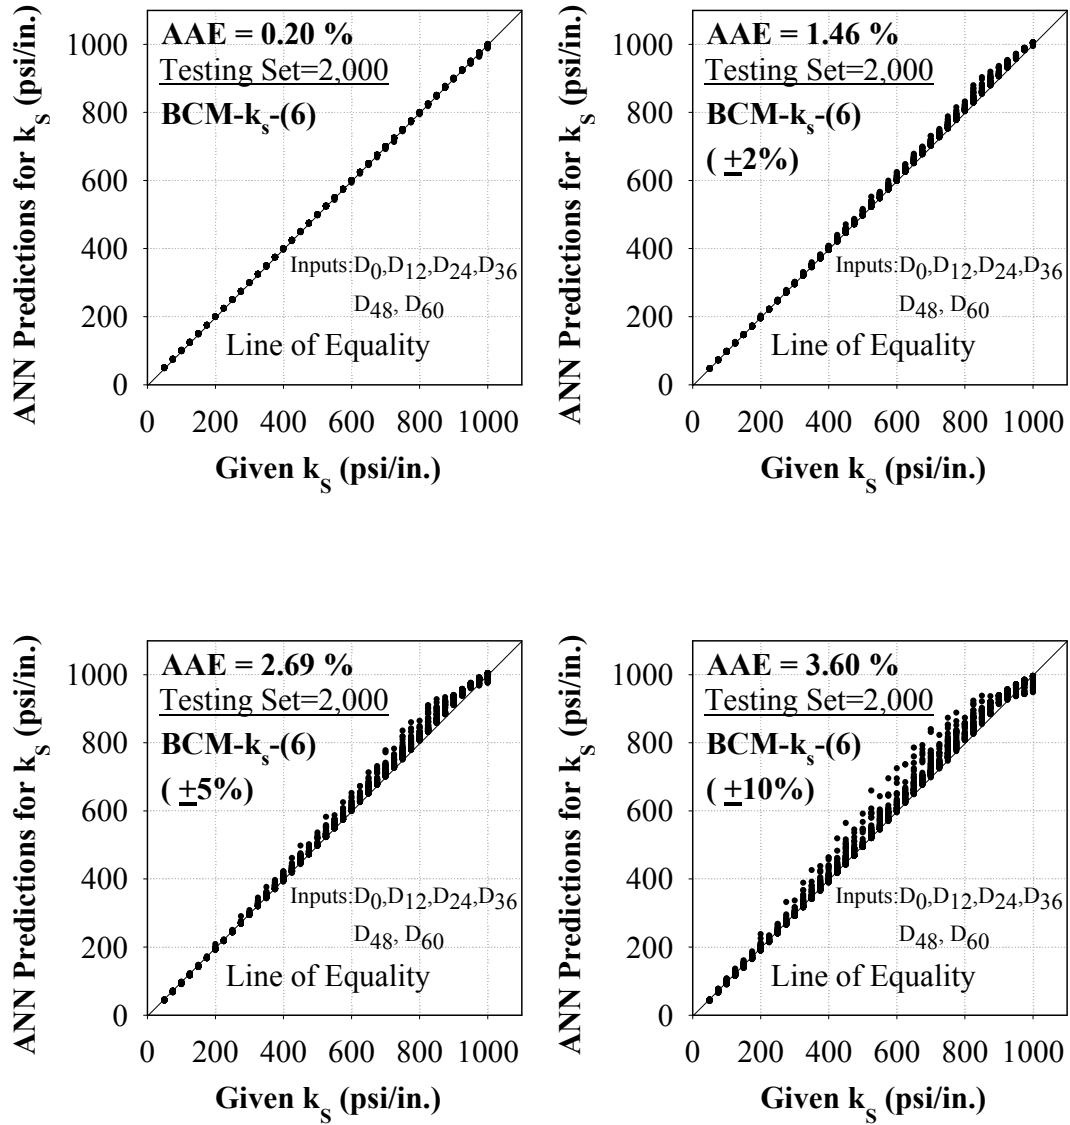 AAE = 0.20 %
Testing Set=2,000
BCM-ks-(6)
Inputs:D0,D12,D24,D36
D48, D60
Line of Equality
ANN Predictions for kS (psi/in.)
1000
800
600
400
200
0
0 200 400 600 800 1000
Given kS (psi/in.)
AAE = 1.46 %
Testing Set=2,000
BCM-ks-(6)
( ±2%)
Inputs:D0,D12,D24,D36
D48, D60
Line of Equality
ANN Predictions for kS (psi/in.)
1000
800
600
400
200
0
0 200 400 600 800 1000
Given kS (psi/in.)
AAE = 2.69 %
Testing Set=2,000
BCM-ks-(6)
( ±5%)
Inputs:D0,D12,D24,D36
D48, D60
Line of Equality
ANN Predictions for kS (psi/in.)
1000
800
600
400
200
0
0 200 400 600 800 1000
Given kS (psi/in.)
AAE = 3.60 %
Testing Set=2,000
BCM-ks-(6)
( ±10%)
Inputs:D0,D12,D24,D36
D48, D60
Line of Equality
ANN Predictions for kS (psi/in.)
1000
800
600
400
200
0
0 200 400 600 800 1000
Given kS (psi/in.)